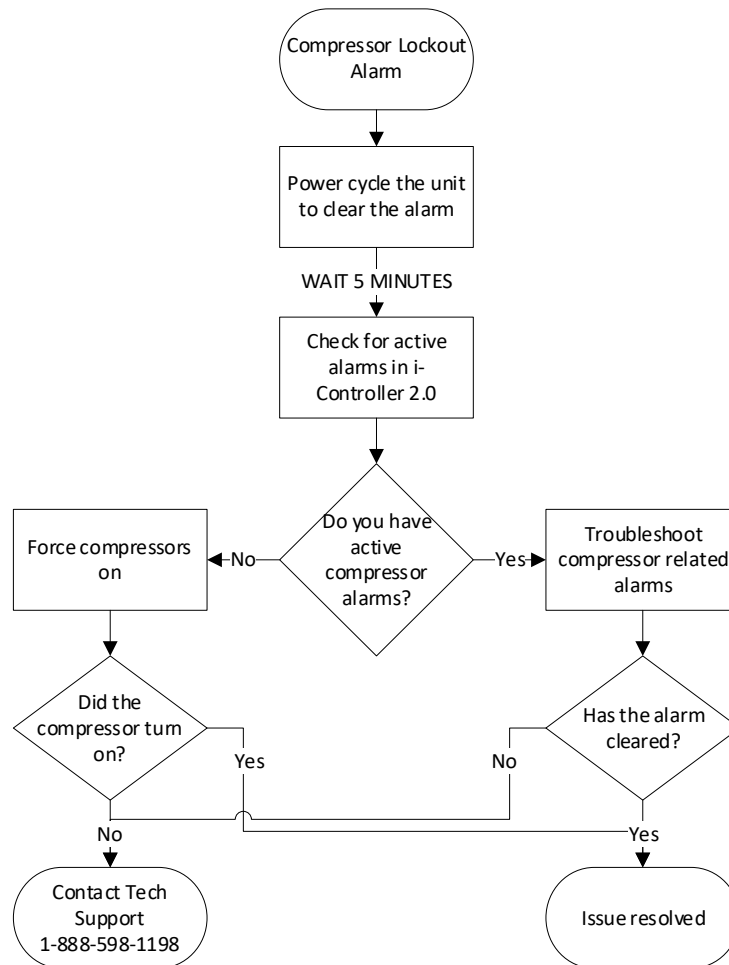 Compressor Lockout
Alarm
Power cycle the unit
to clear the alarm
WAIT 5 MINUTES
Check for active
alarms in i-
Controller 2.0
Do you have
active
compressor
alarms?
No
Yes
Force compressors
on
Troubleshoot
compressor related
alarms
Did the
compressor turn
on?
Yes
No
Has the alarm
cleared?
No
Yes
Contact Tech
Support
1-888-598-1198
Issue resolved